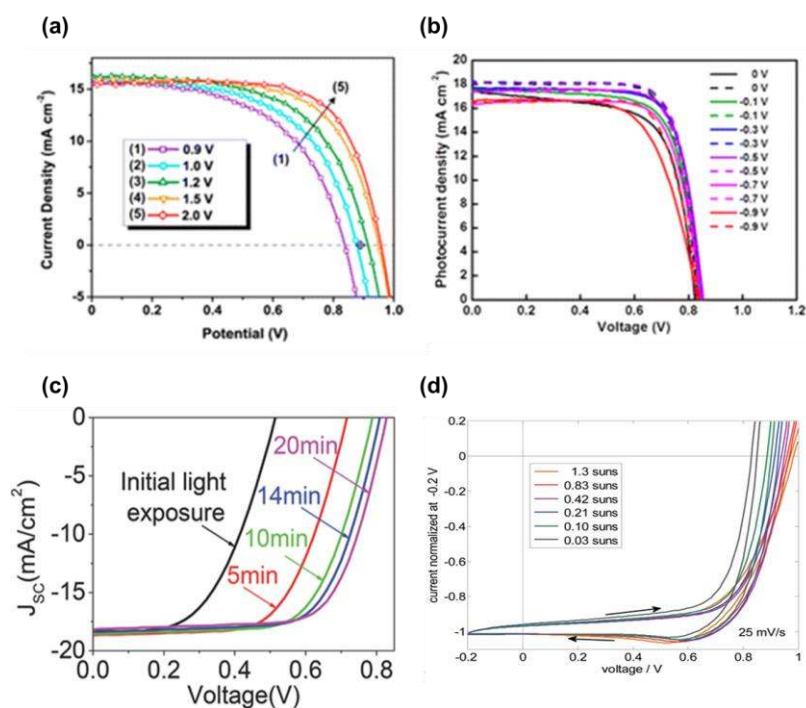 (a)
15
10
5
0
-5
Current Density (mA cm⁻²)
(1) 0.9 V
(2) 1.0 V
(3) 1.2 V
(4) 1.5 V
(5) 2.0 V
(5)
(1)
0.0 0.2 0.4 0.6 0.8 1.0
Potential (V)
(b)
20
18
16
14
12
10
8
6
4
2
0
Photocurrent density (mA cm⁻²)
0 V
0 V
-0.1 V
-0.1 V
-0.3 V
-0.3 V
-0.5 V
-0.5 V
-0.7 V
-0.7 V
-0.9 V
-0.9 V
0.0 0.2 0.4 0.6 0.8 1.0 1.2
Voltage (V)
(c)
0
-5
-10
-15
-20
J_SC(mA/cm²)
Initial light
exposure
20min
14min
10min
5min
0.0 0.2 0.4 0.6 0.8
Voltage(V)
(d)
0.2
0
-0.2
-0.4
-0.6
-0.8
-1
current normalized at -0.2 V
1.3 suns
0.83 suns
0.42 suns
0.21 suns
0.10 suns
0.03 suns
25 mV/s
-0.2 0 0.2 0.4 0.6 0.8 1
voltage / V